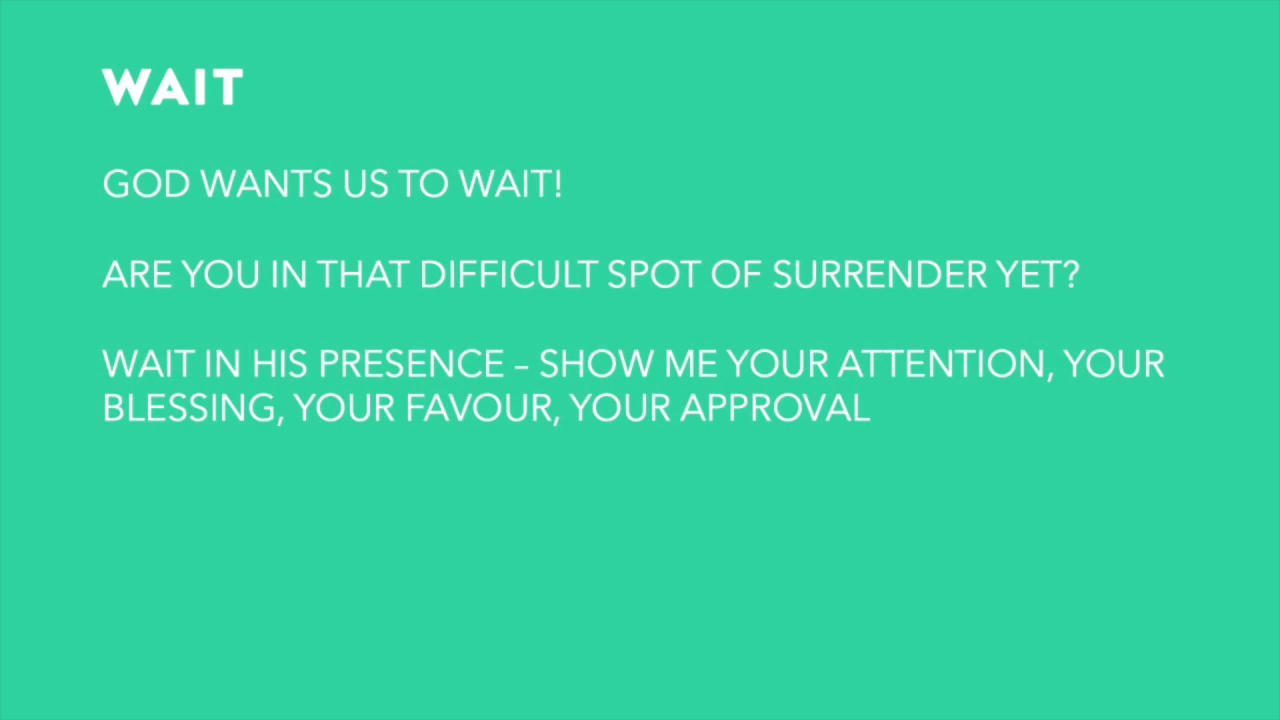 WAIT
GOD WANTS US TO WAIT!
ARE YOU IN THAT DIFFICULT SPOT OF SURRENDER YET?
WAIT IN HIS PRESENCE – SHOW ME YOUR ATTENTION, YOUR
BLESSING, YOUR FAVOUR, YOUR APPROVAL